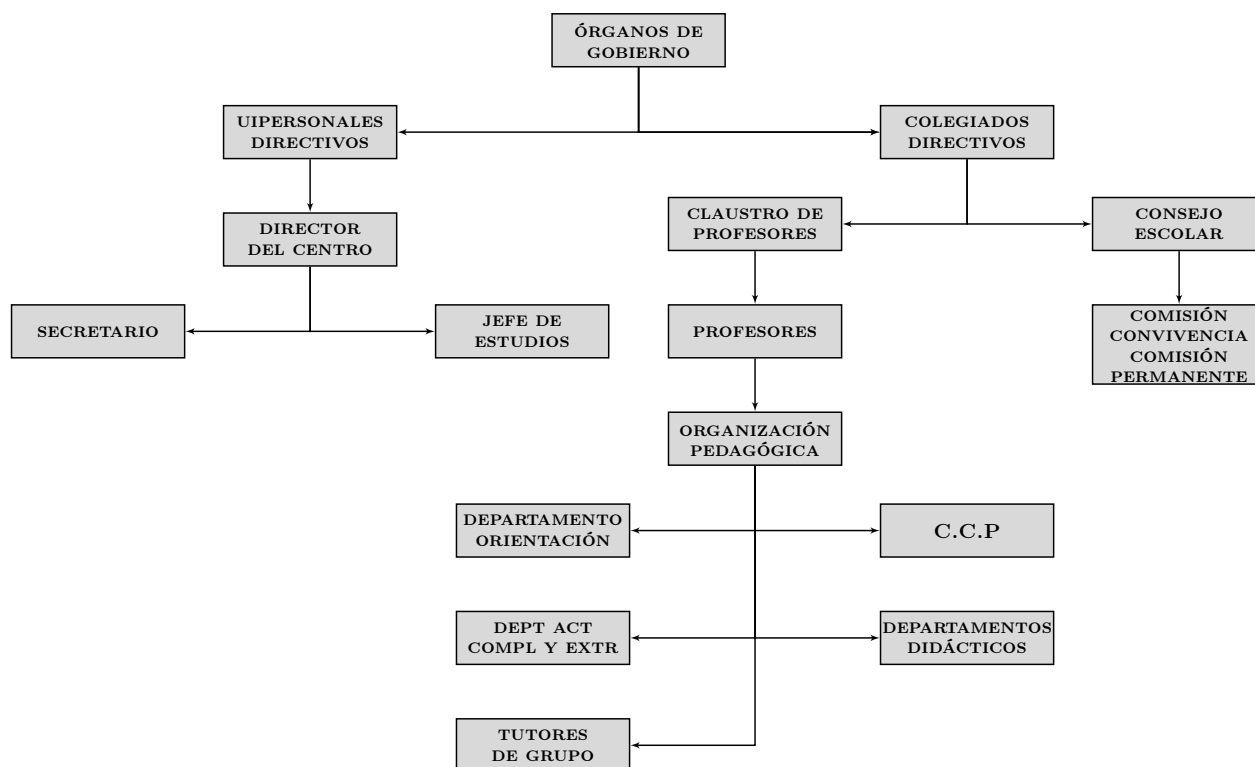 ÓRGANOS DE
GOBIERNO
UIPERSONALES
DIRECTIVOS
COLEGIADOS
DIRECTIVOS
DIRECTOR
DEL CENTRO
CLAUSTRO DE
PROFESORES
CONSEJO
ESCOLAR
SECRETARIO
JEFE DE
ESTUDIOS
PROFESORES
COMISIÓN
CONVIVENCIA
COMISIÓN
PERMANENTE
ORGANIZACIÓN
PEDAGÓGICA
DEPARTAMENTO
ORIENTACIÓN
C.C.P
DEPT ACT
COMPL Y EXTR
DEPARTAMENTOS
DIDÁCTICOS
TUTORES
DE GRUPO